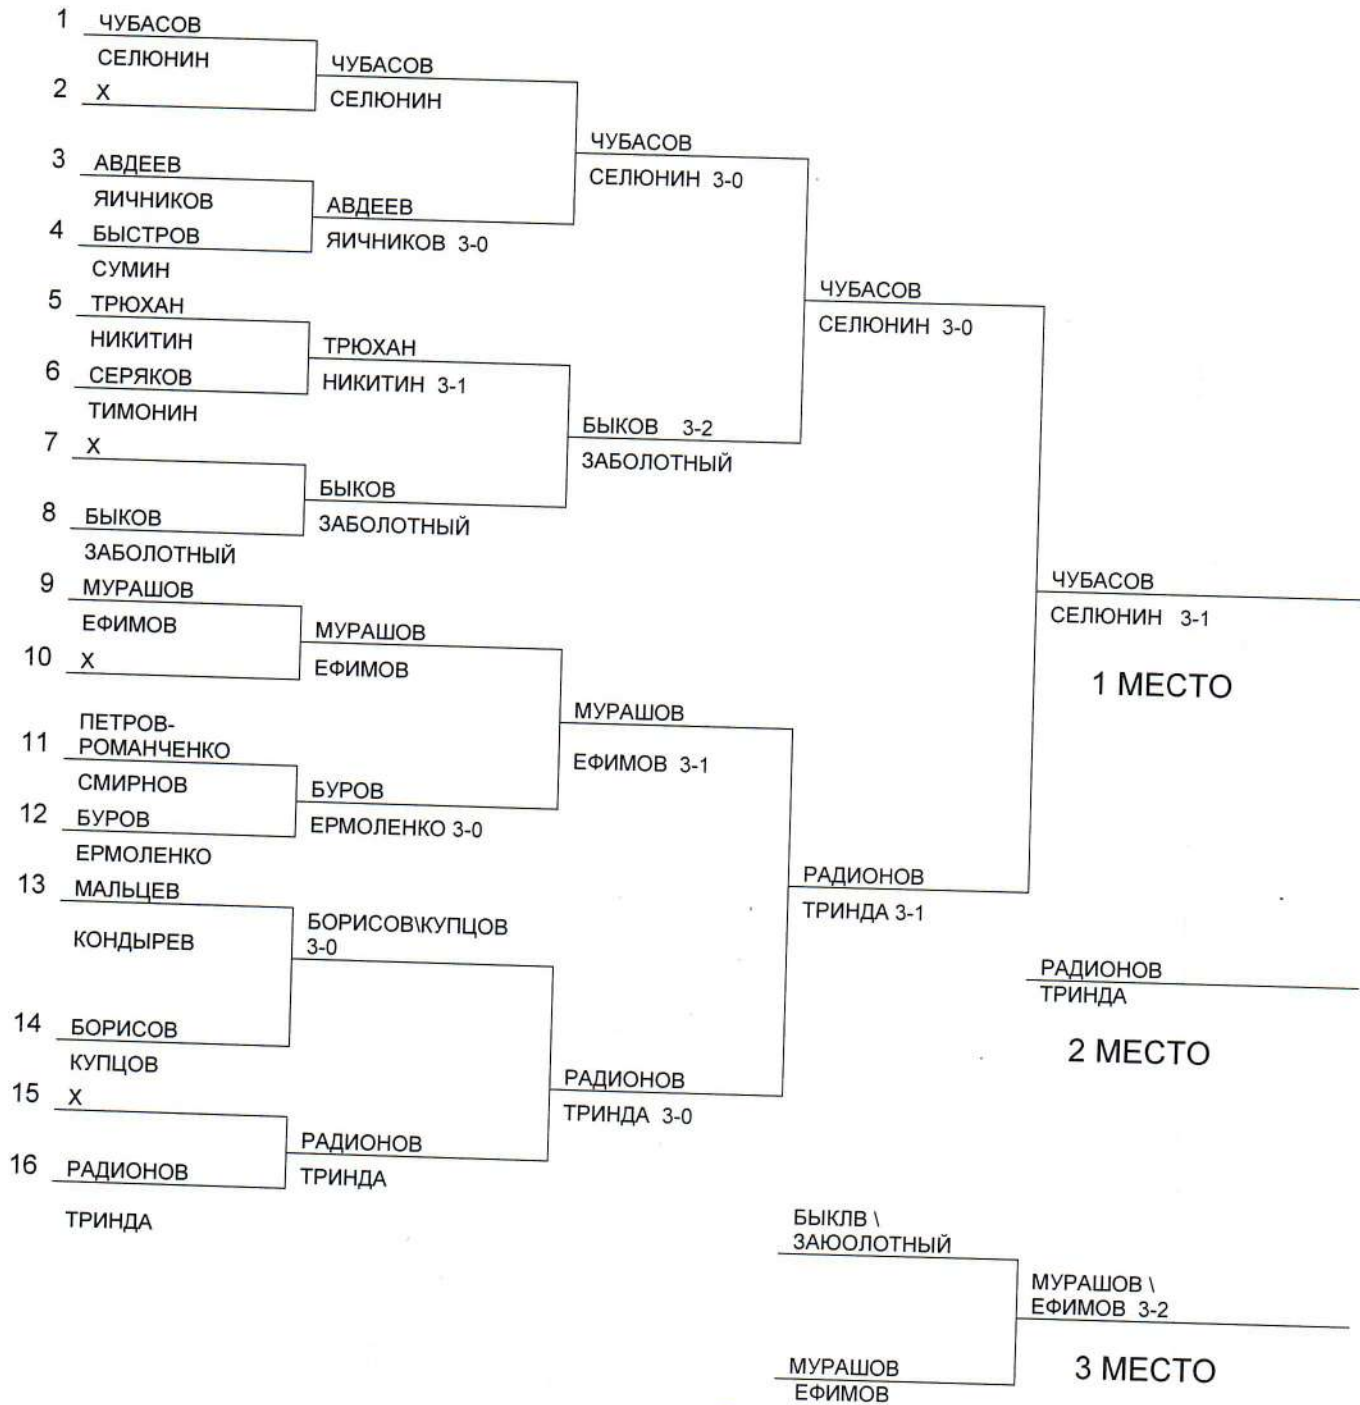 1 ЧУБАСОВ
СЕЛЮНИН
2 Х
3 АВДЕЕВ
ЯИЧНИКОВ
4 БЫСТРОВ
СУМИН
5 ТРЮХАН
НИКИТИН
6 СЕРЯКОВ
ТИМОНИН
7 Х
8 БЫКОВ
ЗАБОЛОТНЫЙ
9 МУРАШОВ
ЕФИМОВ
10 Х
ПЕТРОВ-
11 РОМАНЧЕНКО
СМИРНОВ
12 БУРОВ
ЕРМОЛЕНКО
13 МАЛЬЦЕВ
КОНДЫРЕВ
14 БОРИСОВ
КУПЦОВ
15 Х
16 РАДИОНОВ
ТРИНДА
ЧУБАСОВ
СЕЛЮНИН
АВДЕЕВ
ЯИЧНИКОВ 3-0
ТРЮХАН
НИКИТИН 3-1
БЫКОВ
ЗАБОЛОТНЫЙ
МУРАШОВ
ЕФИМОВ
БУРОВ
ЕРМОЛЕНКО 3-0
БОРИСОВ\КУПЦОВ
3-0
РАДИОНОВ
ТРИНДА
ЧУБАСОВ
СЕЛЮНИН 3-0
БЫКОВ 3-2
ЗАБОЛОТНЫЙ
МУРАШОВ
ЕФИМОВ 3-1
РАДИОНОВ
ТРИНДА 3-0
ЧУБАСОВ
СЕЛЮНИН 3-0
РАДИОНОВ
ТРИНДА 3-1
ЧУБАСОВ
СЕЛЮНИН 3-1
1 МЕСТО
РАДИОНОВ
ТРИНДА
2 МЕСТО
БЫКЛВ \
ЗАЮОЛОТНЫЙ
МУРАШОВ
ЕФИМОВ
МУРАШОВ \
ЕФИМОВ 3-2
3 МЕСТО